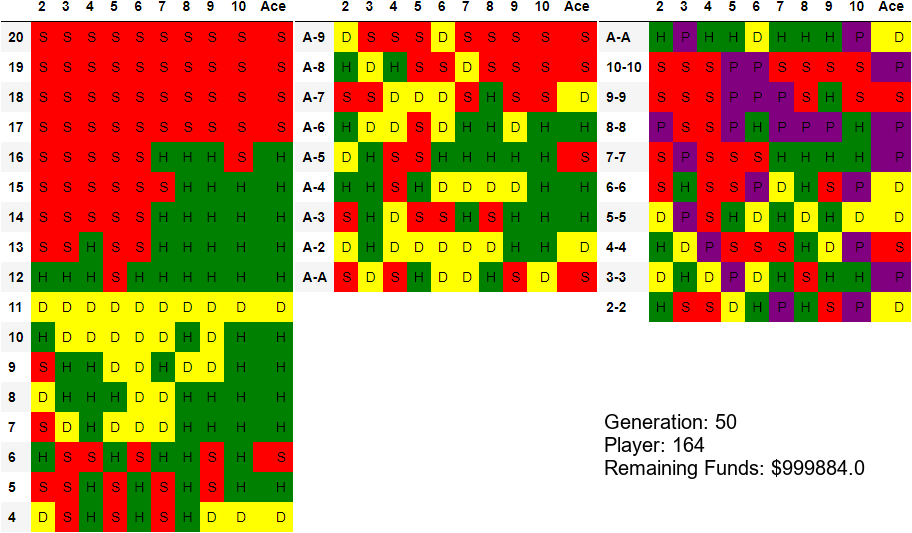 2 3 4 5 6 7 8 9 10 Ace
20 S S S S S S S S S S
19 S S S S S S S S S S
18 S S S S S S S S S S
17 S S S S S S S S S S
16 S S S S S H H H S H
15 S S S S S S H H H H
14 S S S S S H H H H H
13 S S H S S H H H H H
12 H H H S H H H H H H
11 D D D D D D D D D D
10 H D D D D D H D H H
9 S H H D D H D D H H
8 D H H H D D H H H H
7 S D H D D D H H H H
6 H S S H S H H S H S
5 S S H S H S H S H H
4 D S H S H S H D D D
2 3 4 5 6 7 8 9 10 Ace
A-9 D S S S D S S S S S
A-8 H D H S S D S S S S
A-7 S S D D D S H S S D
A-6 H D D S D H H D H H
A-5 D H S S H H H H H S
A-4 H H S H D D D D H H
A-3 S H D S S H S H H H
A-2 D H D D D D D H H D
A-A S D S H D D H S D S
2 3 4 5 6 7 8 9 10 Ace
A-A H P H H D H H H P D
10-10 S S S P P S S S S P
9-9 S S S P P P S H S S
8-8 P S S P H P P P H P
7-7 S P S S S H H H H P
6-6 S H S S P D H S P D
5-5 D P S H D H D H D D
4-4 H D P S S S H D P S
3-3 D H D P D H S H H P
2-2 H S S D H P H S P D
Generation: 50
Player: 164
Remaining Funds: $999884.0